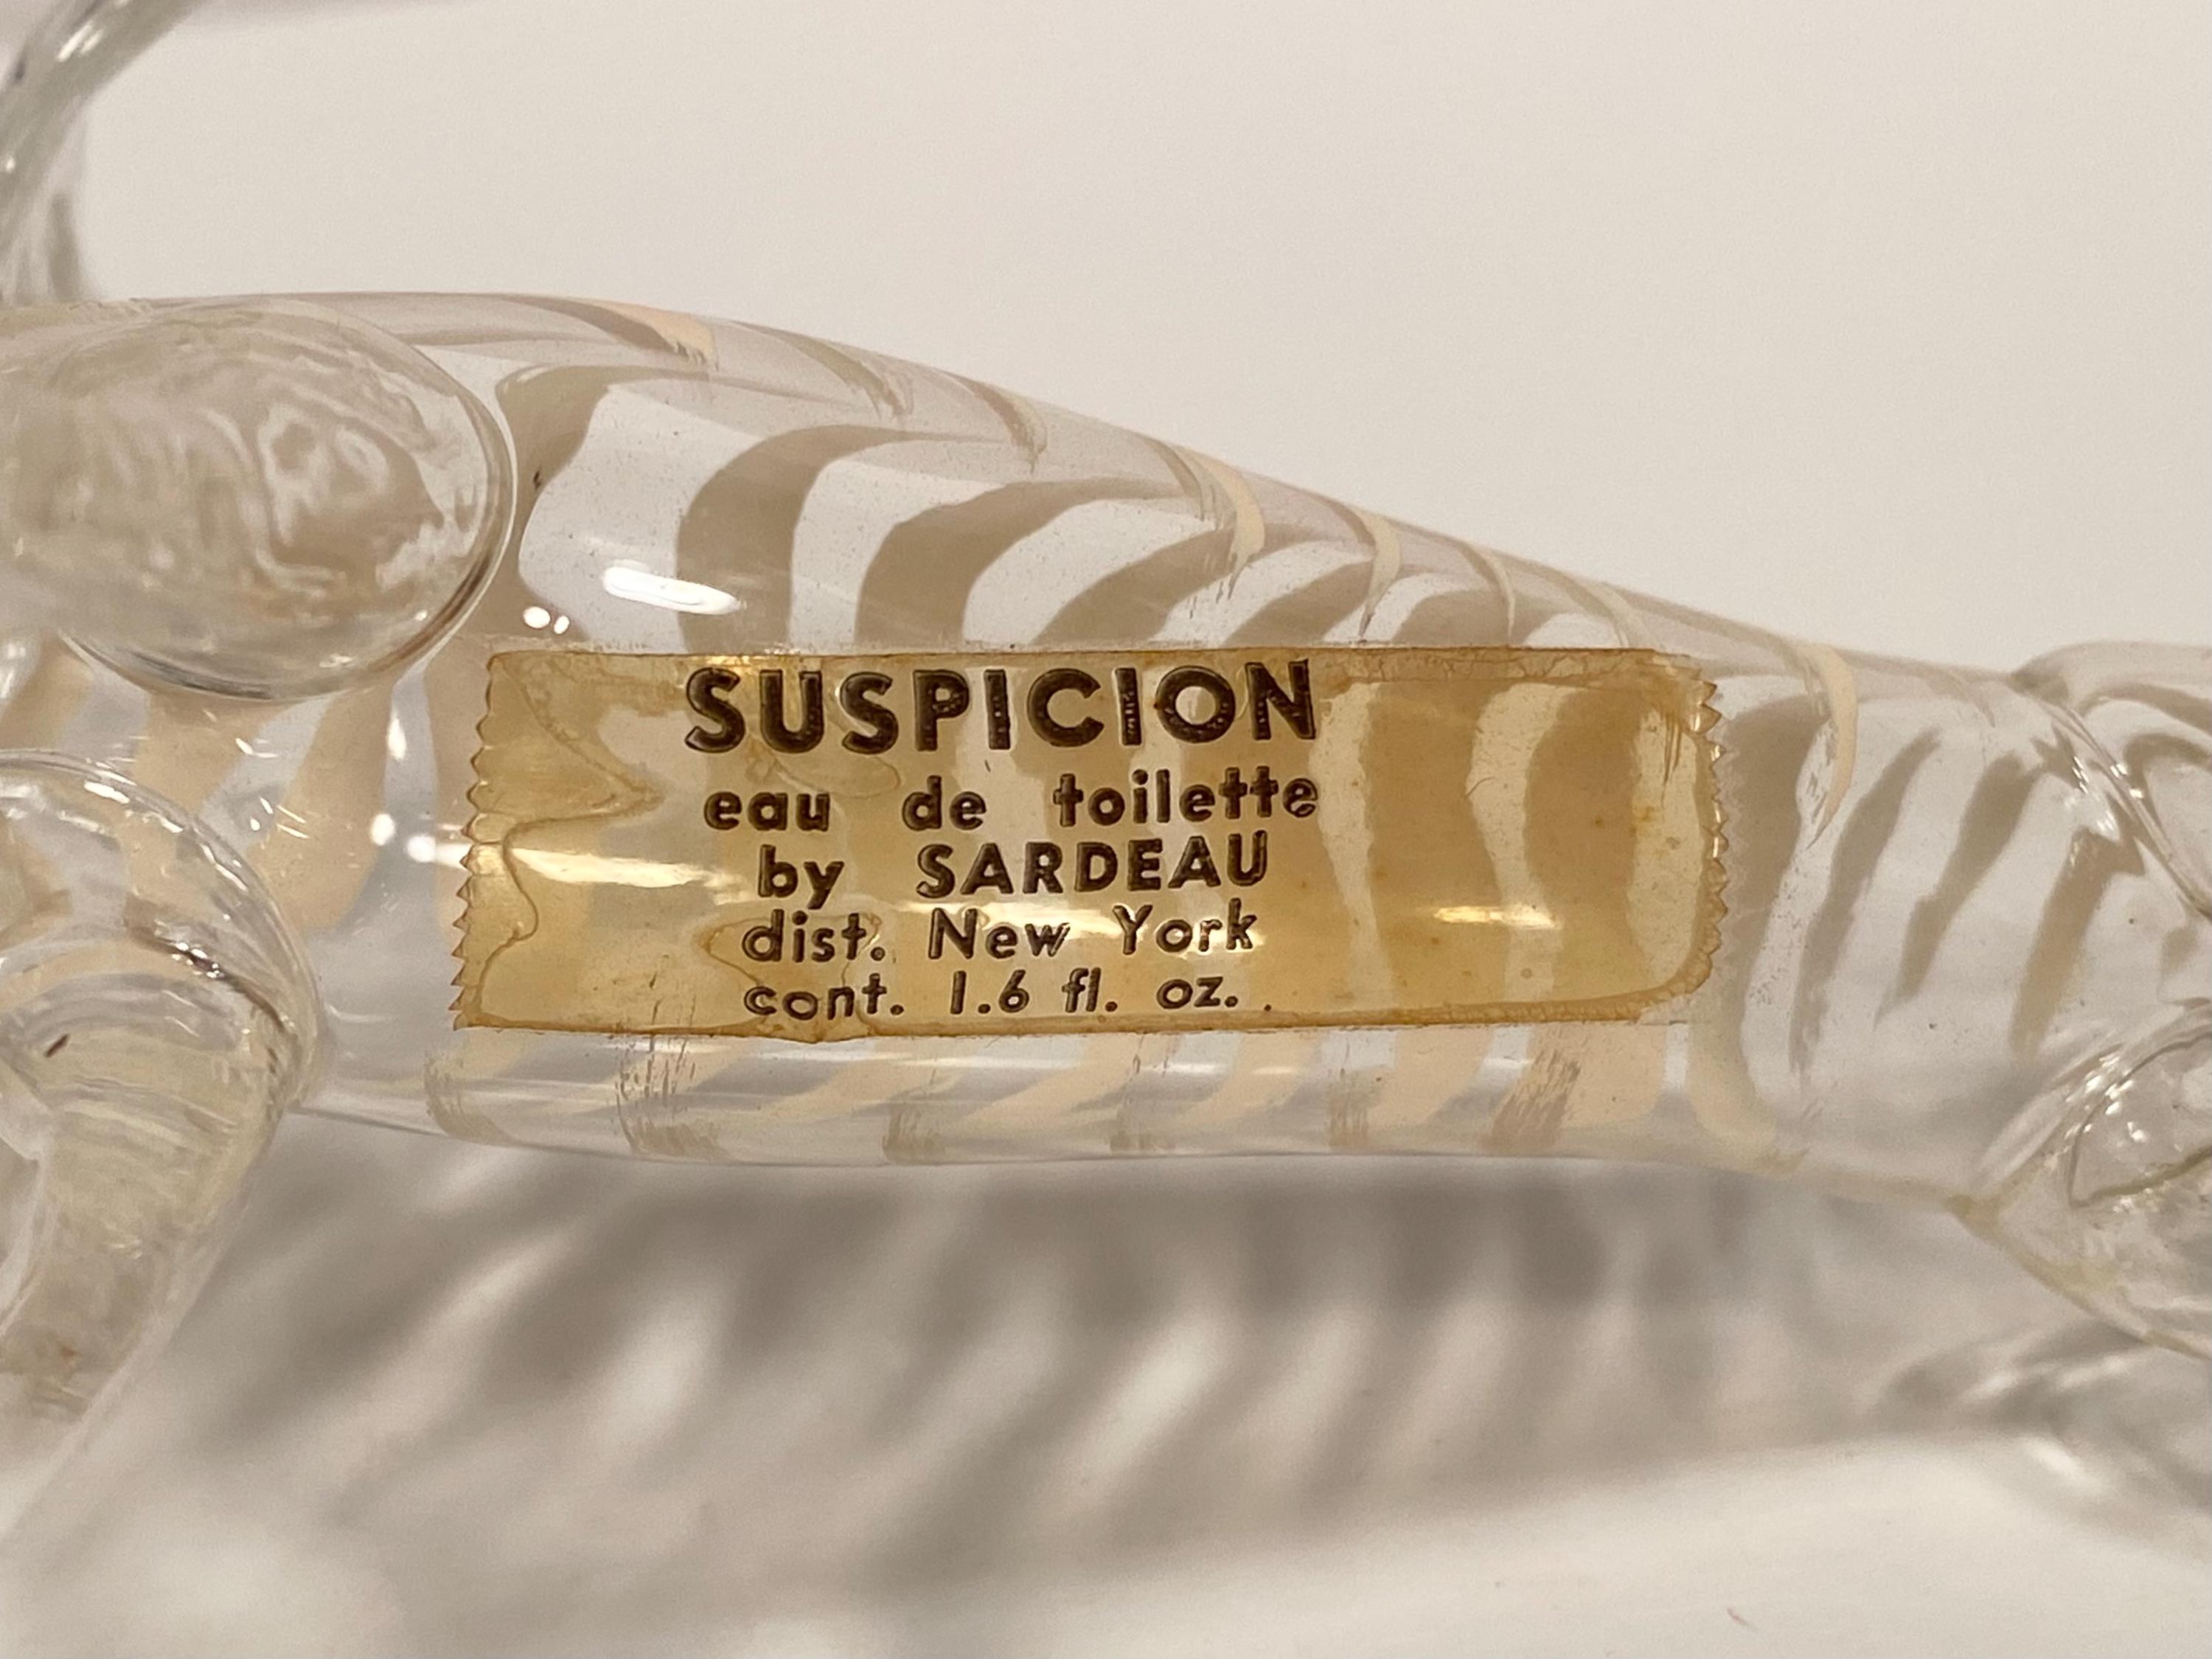 SUSPICION
eau de toilette
by SARDEAU
dist. New York
cont. 1.6 fl. oz. .